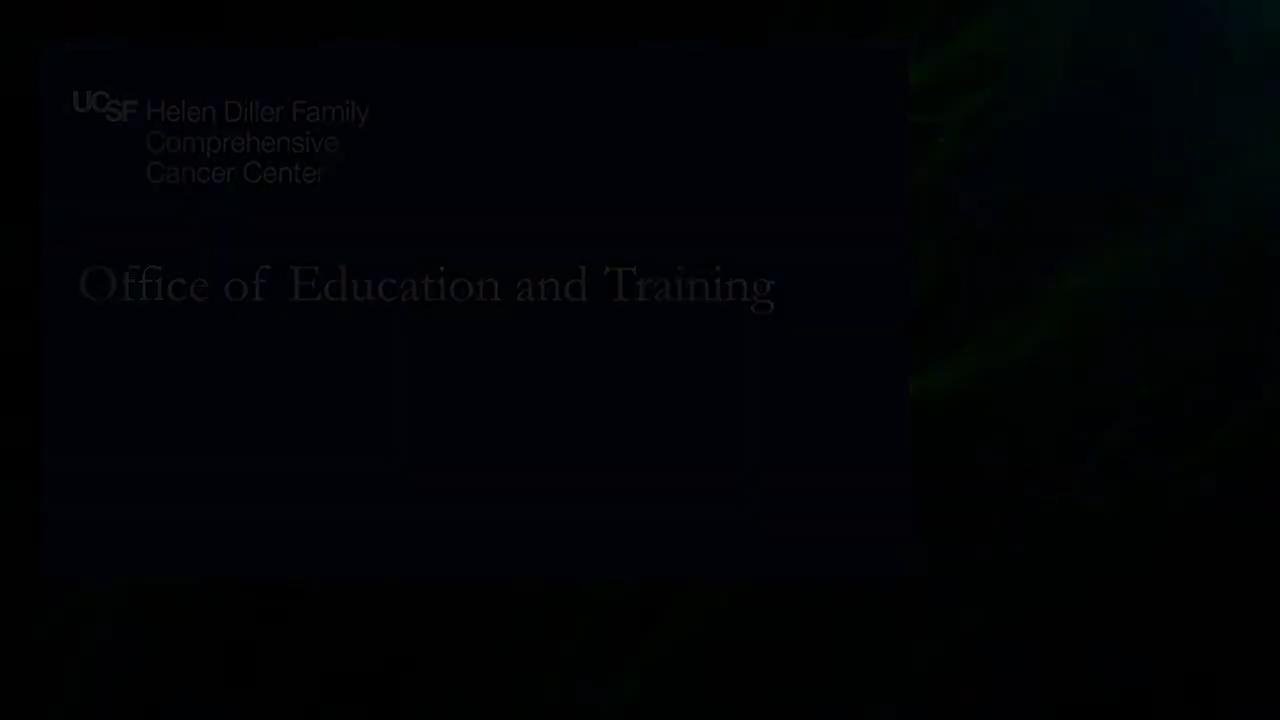 UCSF Helen Diller Family
Comprehensive
Cancer Center
Office of Education and Training